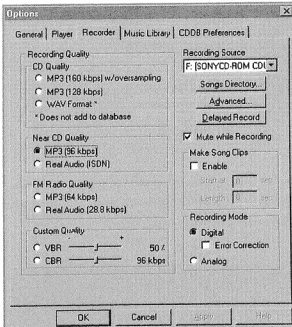 Options
General
Player
Recorder
Music Library
CDDB Preferences
Recording Quality
CD Quality
MP3 (160 kbps) w/oversampling
MP3 (128 kbps)
WAV Format *
* Does not add to database
Near CD Quality
MP3 (96 kbps)
Real Audio (ISDN)
FM Radio Quality
MP3 (64 kbps)
Real Audio (28.8 kbps)
Custom Quality
+
VBR 50 %
CBR 96 kbps
Recording Source
F: [SONYCD-ROM CDU
Songs Directory...
Advanced...
Delayed Record
Mute while Recording
Make Song Clips
Enable
Start at 0 sec
Length sec
Recording Mode
Digital
Error Correction
Analog
OK
Cancel
Apply
Help